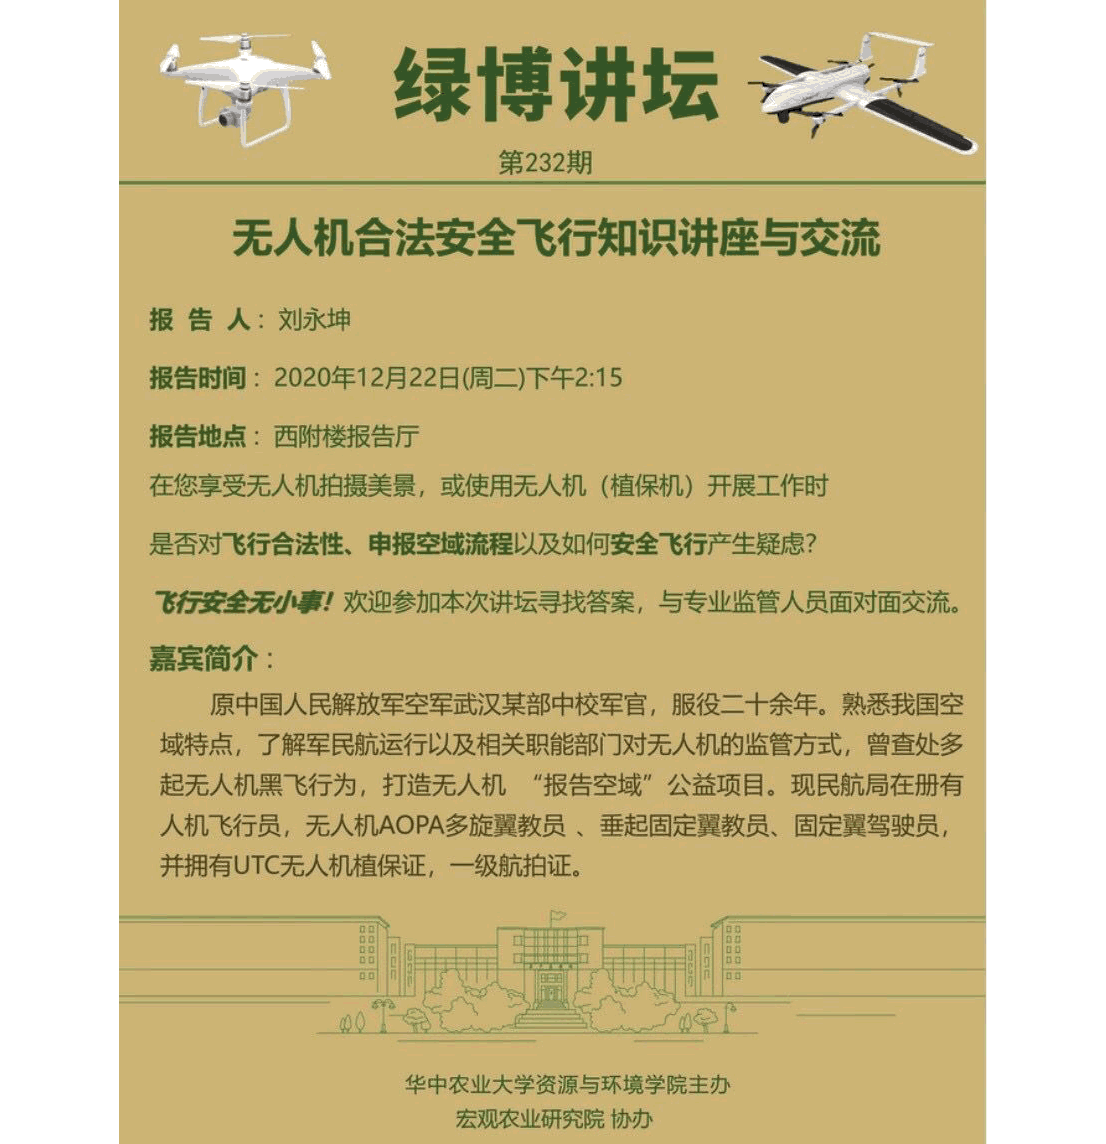 绿博讲坛
第232期
无人机合法安全飞行知识讲座与交流
报 告 人：刘永坤
报告时间：2020年12月22日(周二)下午2:15
报告地点：西附楼报告厅
在您享受无人机拍摄美景，或使用无人机（植保机）开展工作时
是否对飞行合法性、申报空域流程以及如何安全飞行产生疑虑？
飞行安全无小事！欢迎参加本次讲坛寻找答案，与专业监管人员面对面交流。
嘉宾简介：
原中国人民解放军空军武汉某部中校军官，服役二十余年。熟悉我国空
域特点，了解军民航运行以及相关职能部门对无人机的监管方式，曾查处多
起无人机黑飞行为，打造无人机 “报告空域”公益项目。现民航局在册有
人机飞行员，无人机AOPA多旋翼教员 、垂起固定翼教员、固定翼驾驶员，
并拥有UTC无人机植保证，一级航拍证。
华中农业大学资源与环境学院主办
宏观农业研究院 协办